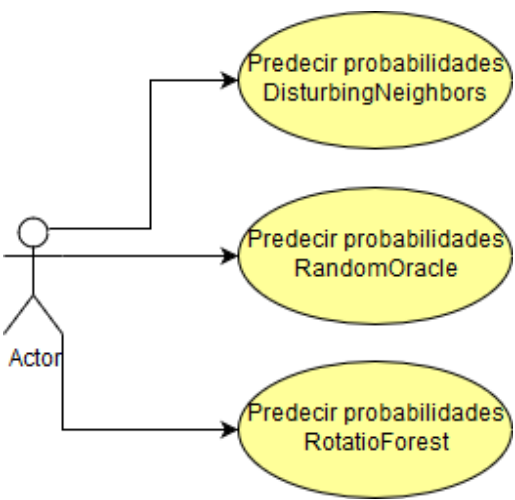 Predecir probabilidades
DisturbingNeighbors
Predecir probabilidades
RandomOracle
Actor
Predecir probabilidades
RotatioForest